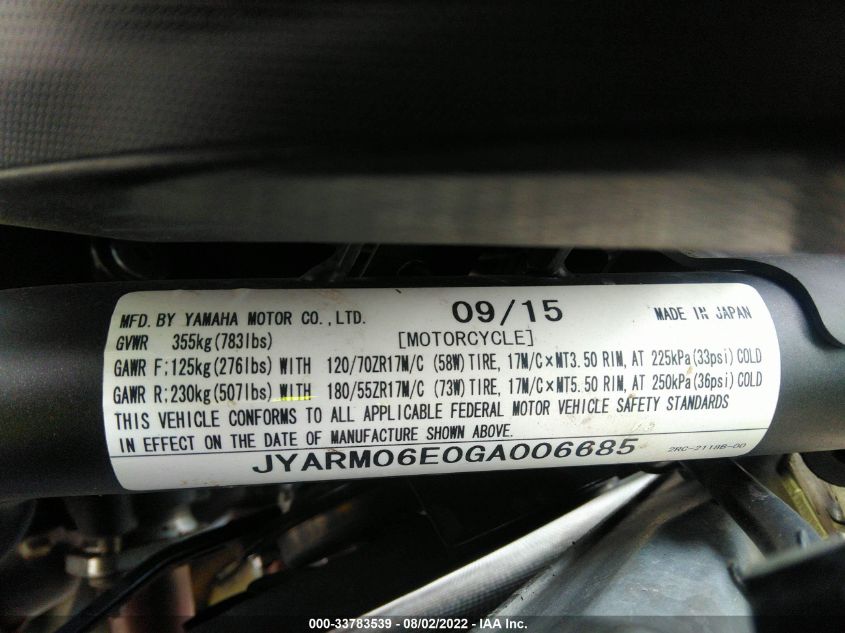 MFD. BY YAMAHA MOTOR CO., LTD. 09/15 MADE IN JAPAN
GVWR 355kg(783lbs) [MOTORCYCLE]
GAWR F:125kg(276lbs) WITH 120/70ZR17M/C (58W) TIRE, 17M/C×MT3.50 RIM, AT 225kPa(33psi) COLD
GAWR R:230kg(507lbs) WITH 180/55ZR17M/C (73W) TIRE, 17M/C×MT5.50 RIM, AT 250kPa(36psi) COLD
THIS VEHICLE CONFORMS TO ALL APPLICABLE FEDERAL MOTOR VEHICLE SAFETY STANDARDS
IN EFFECT ON THE DATE OF MANUFACTURE SHOWN ABOVE.
JYARM06E0GA006685 2RC-2118B-00
000-33783539 - 08/02/2022 - IAA Inc.